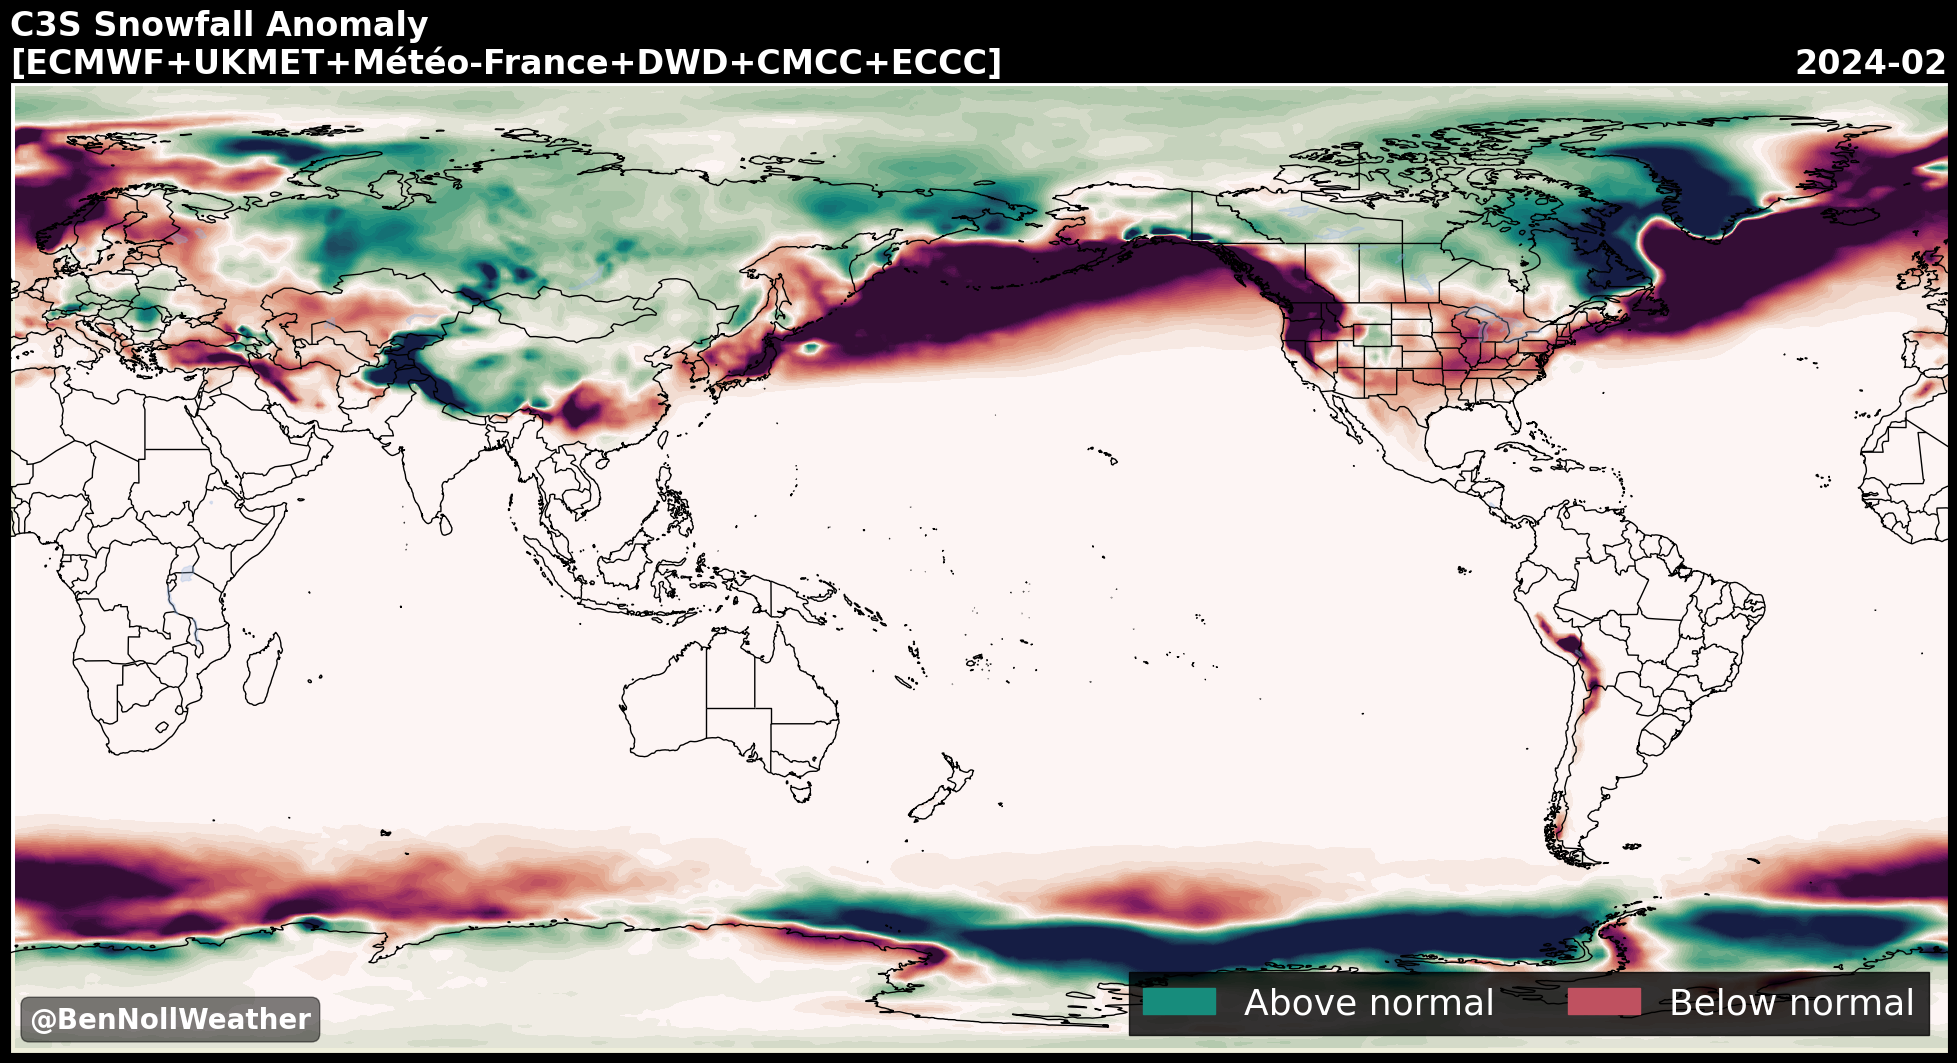 C3S Snowfall Anomaly
[ECMWF+UKMET+Météo-France+DWD+CMCC+ECCC]
2024-02
@BenNollWeather
Above normal
Below normal